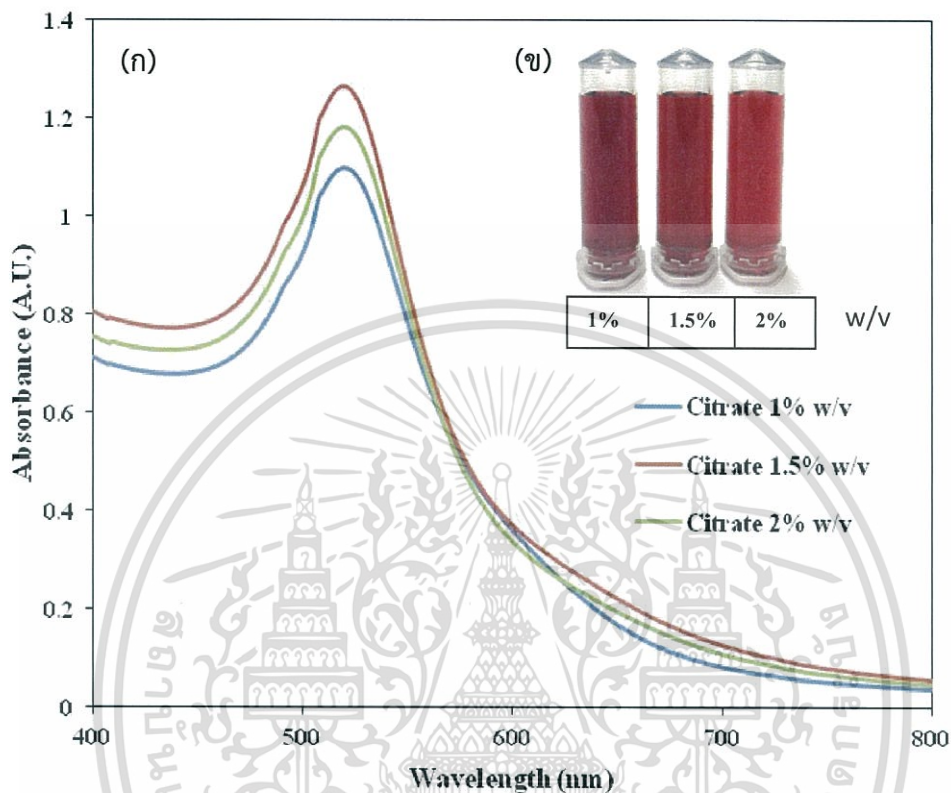 (ก)
(ข)
1.4
1.2
1
0.8
0.6
0.4
0.2
0
Absorbance (A.U.)
1% 1.5% 2% w/v
Citrate 1% w/v
Citrate 1.5% w/v
Citrate 2% w/v
400 500 600 700 800
Wavelength (nm)